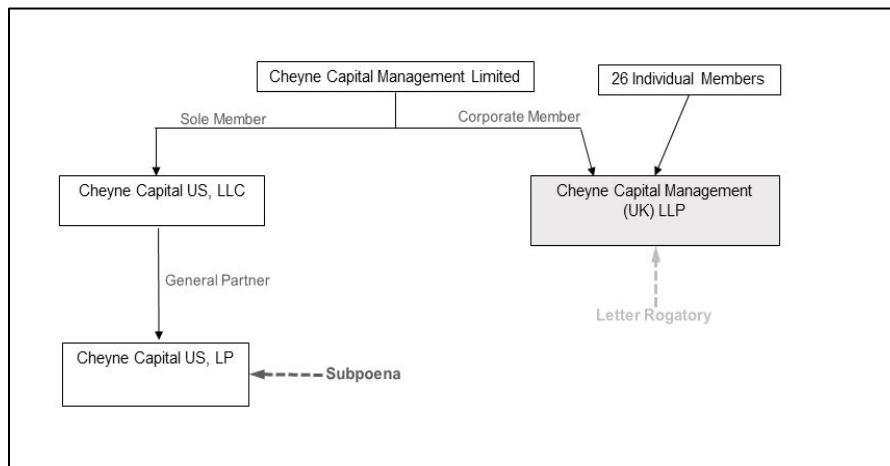 Cheyne Capital Management Limited
26 Individual Members
Sole Member
Corporate Member
Cheyne Capital US, LLC
Cheyne Capital Management
(UK) LLP
General Partner
Letter Rogatory
Cheyne Capital US, LP
Subpoena